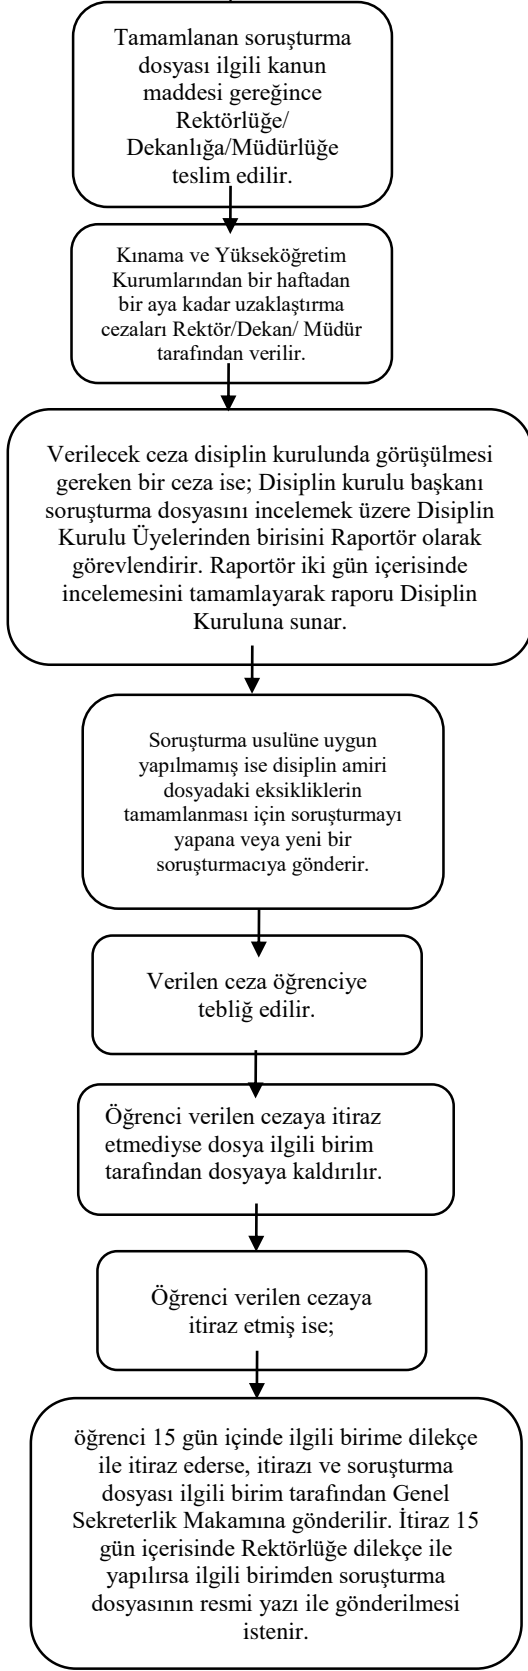 Tamamlanan soruşturma
dosyası ilgili kanun
maddesi gereğince
Rektörlüğe/
Dekanlığa/Müdürlüğe
teslim edilir.
Kınama ve Yükseköğretim
Kurumlarından bir haftadan
bir aya kadar uzaklaştırma
cezaları Rektör/Dekan/ Müdür
tarafından verilir.
Verilecek ceza disiplin kurulunda görüşülmesi
gereken bir ceza ise; Disiplin kurulu başkanı
soruşturma dosyasını incelemek üzere Disiplin
Kurulu Üyelerinden birisini Raportör olarak
görevlendirir. Raportör iki gün içerisinde
incelemesini tamamlayarak raporu Disiplin
Kuruluna sunar.
Soruşturma usulüne uygun
yapılmamış ise disiplin amiri
dosyadaki eksikliklerin
tamamlanması için soruşturmayı
yapana veya yeni bir
soruşturmacıya gönderir.
Verilen ceza öğrenciye
tebliğ edilir.
Öğrenci verilen cezaya itiraz
etmediyse dosya ilgili birim
tarafından dosyaya kaldırılır.
Öğrenci verilen cezaya
itiraz etmiş ise;
öğrenci 15 gün içinde ilgili birime dilekçe
ile itiraz ederse, itirazı ve soruşturma
dosyası ilgili birim tarafından Genel
Sekreterlik Makamına gönderilir. İtiraz 15
gün içerisinde Rektörlüğe dilekçe ile
yapılırsa ilgili birimden soruşturma
dosyasının resmi yazı ile gönderilmesi
istenir.